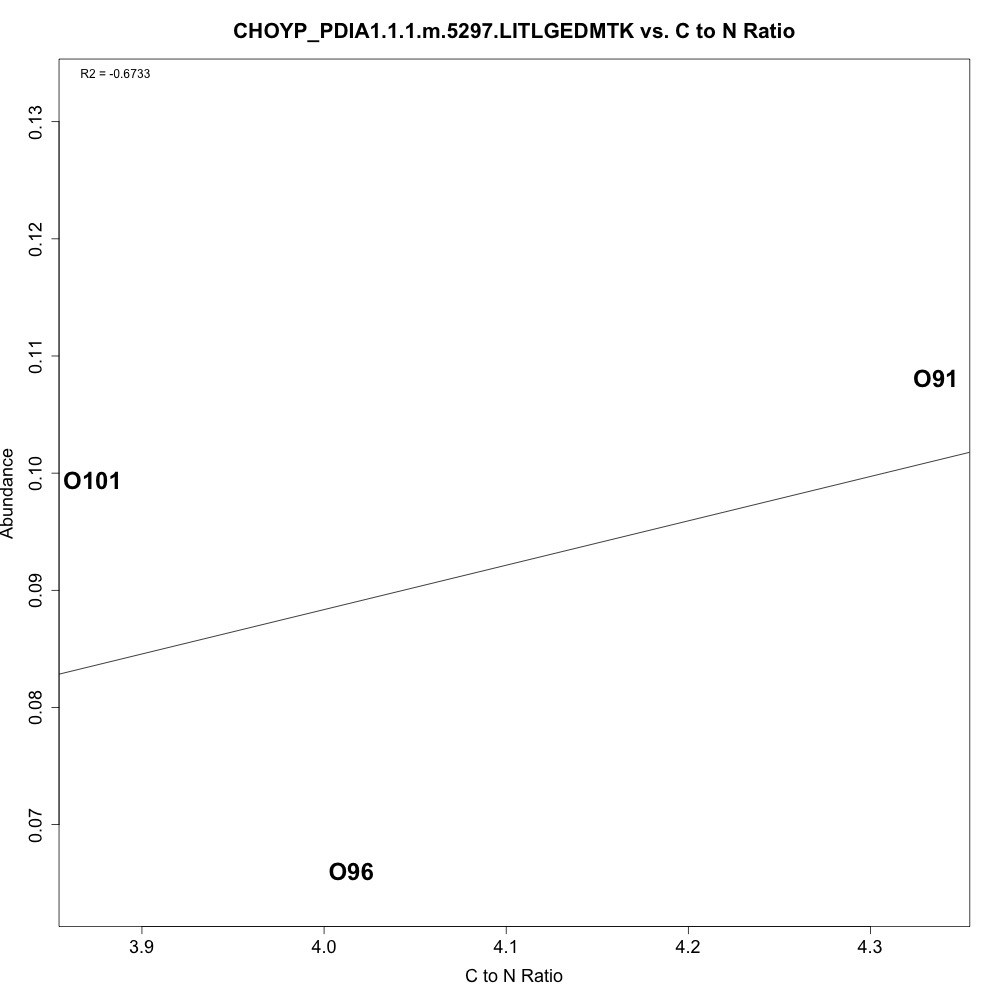 CHOYP_PDIA1.1.1.m.5297.LITLGEDMTK vs. C to N Ratio
R2 = -0.6733
0.13
0.12
0.11
0.10
0.09
0.08
0.07
Abundance
O91
O101
O96
3.9 4.0 4.1 4.2 4.3
C to N Ratio